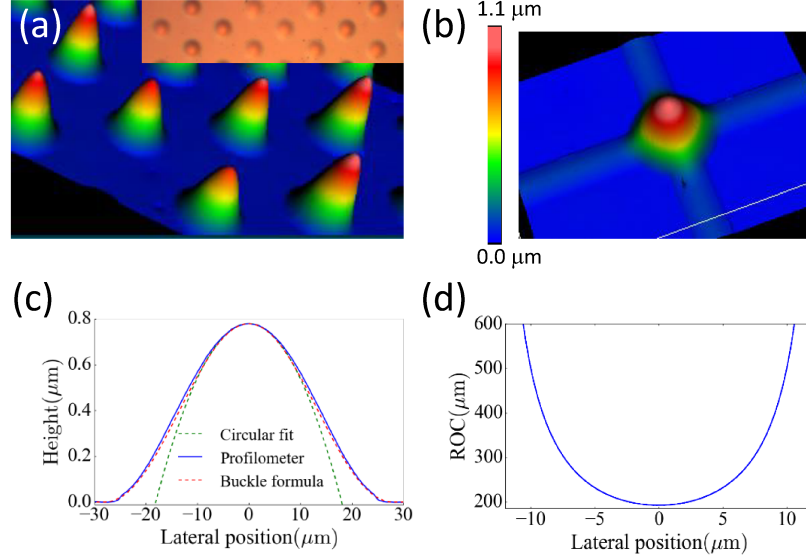 (a)
1.1 μm
(b)
0.0 μm
(c)
0.8
0.6
0.4
0.2
0.0
Height(μm)
Circular fit
Profilometer
Buckle formula
−30 −20 −10 0 10 20 30
Lateral position(μm)
(d)
600
500
400
300
200
ROC(μm)
−10 −5 0 5 10
Lateral position(μm)